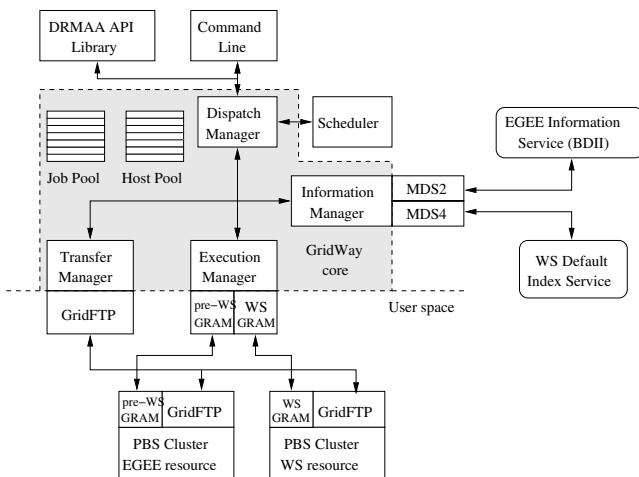 DRMAA API
Library
Command
Line
Dispatch
Manager
Scheduler
EGEE Information
Service (BDII)
Job Pool
Host Pool
Information
Manager
MDS2
MDS4
Transfer
Manager
Execution
Manager
GridWay
core
WS Default
Index Service
User space
GridFTP
pre-WS
GRAM
WS
GRAM
pre-WS
GRAM
GridFTP
PBS Cluster
EGEE resource
WS
GRAM
GridFTP
PBS Cluster
WS resource